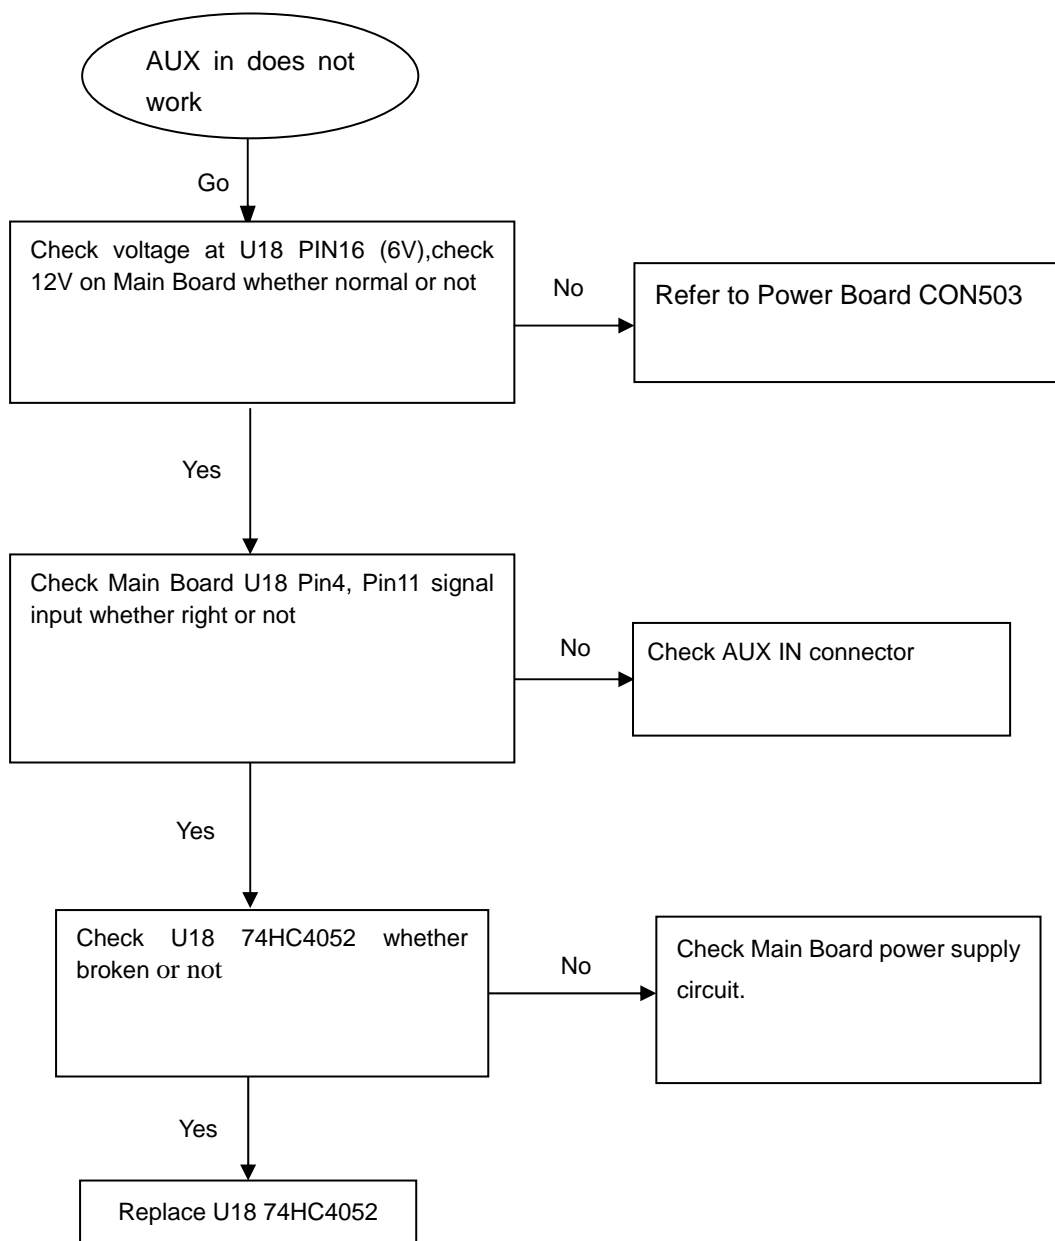 AUX in does not
work
Go
Check voltage at U18 PIN16 (6V),check
12V on Main Board whether normal or not
No
Refer to Power Board CON503
Yes
Check Main Board U18 Pin4, Pin11 signal
input whether right or not
No
Check AUX IN connector
Yes
Check U18 74HC4052 whether
broken or not
No
Check Main Board power supply
circuit.
Yes
Replace U18 74HC4052